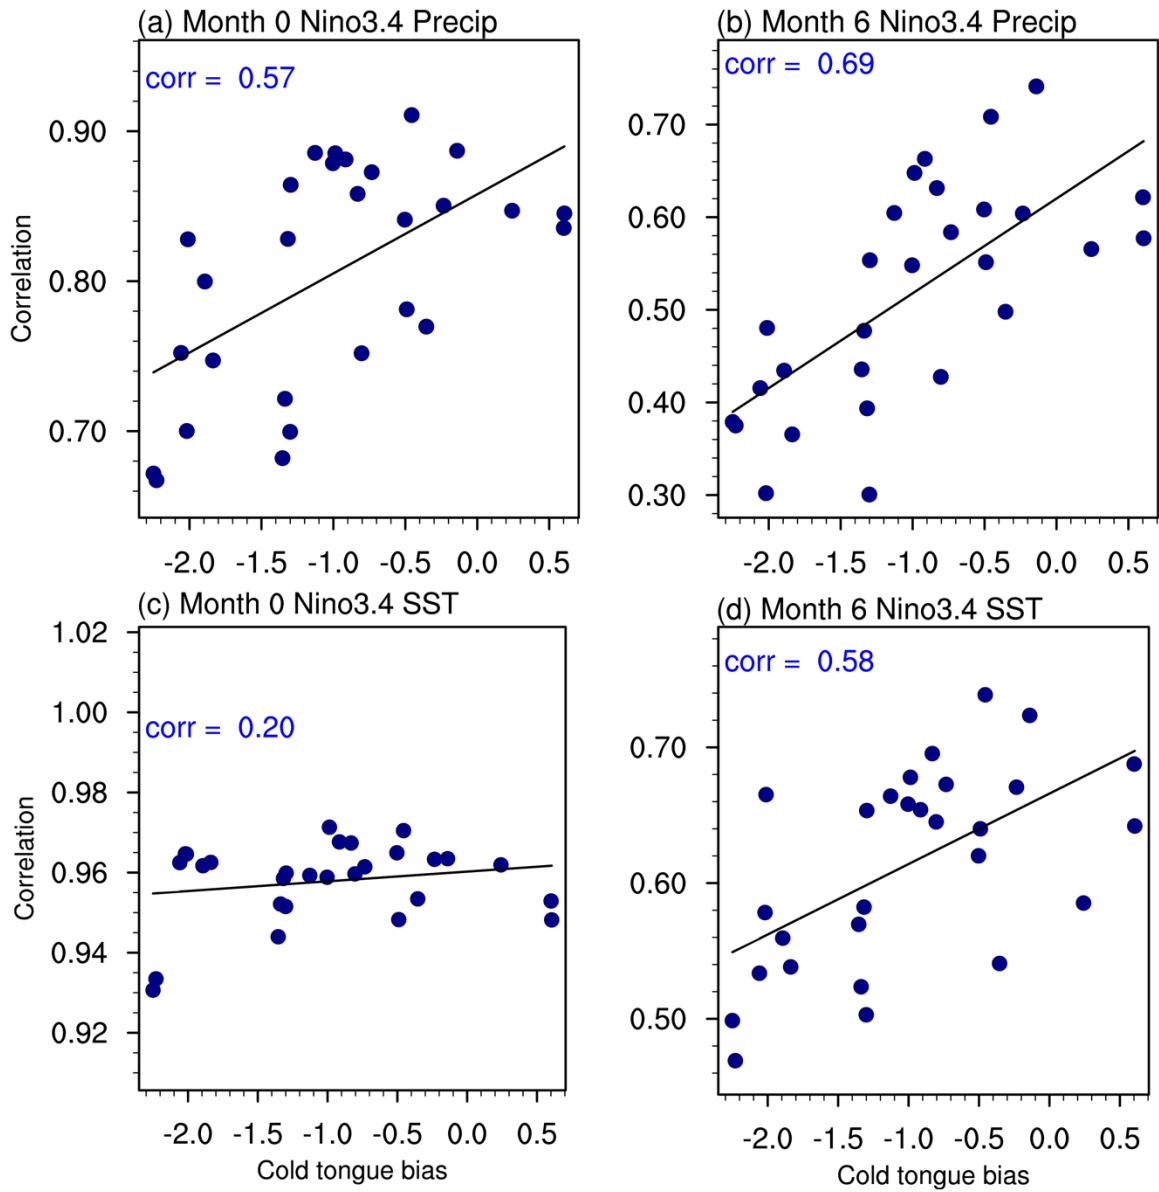 (a) Month 0 Nino3.4 Precip
corr = 0.57
0.90
0.80
0.70
Correlation
-2.0 -1.5 -1.0 -0.5 0.0 0.5
(b) Month 6 Nino3.4 Precip
corr = 0.69
0.70
0.60
0.50
0.40
0.30
-2.0 -1.5 -1.0 -0.5 0.0 0.5
(c) Month 0 Nino3.4 SST
1.02
1.00
corr = 0.20
0.98
0.96
0.94
0.92
Correlation
-2.0 -1.5 -1.0 -0.5 0.0 0.5
Cold tongue bias
(d) Month 6 Nino3.4 SST
corr = 0.58
0.70
0.60
0.50
-2.0 -1.5 -1.0 -0.5 0.0 0.5
Cold tongue bias